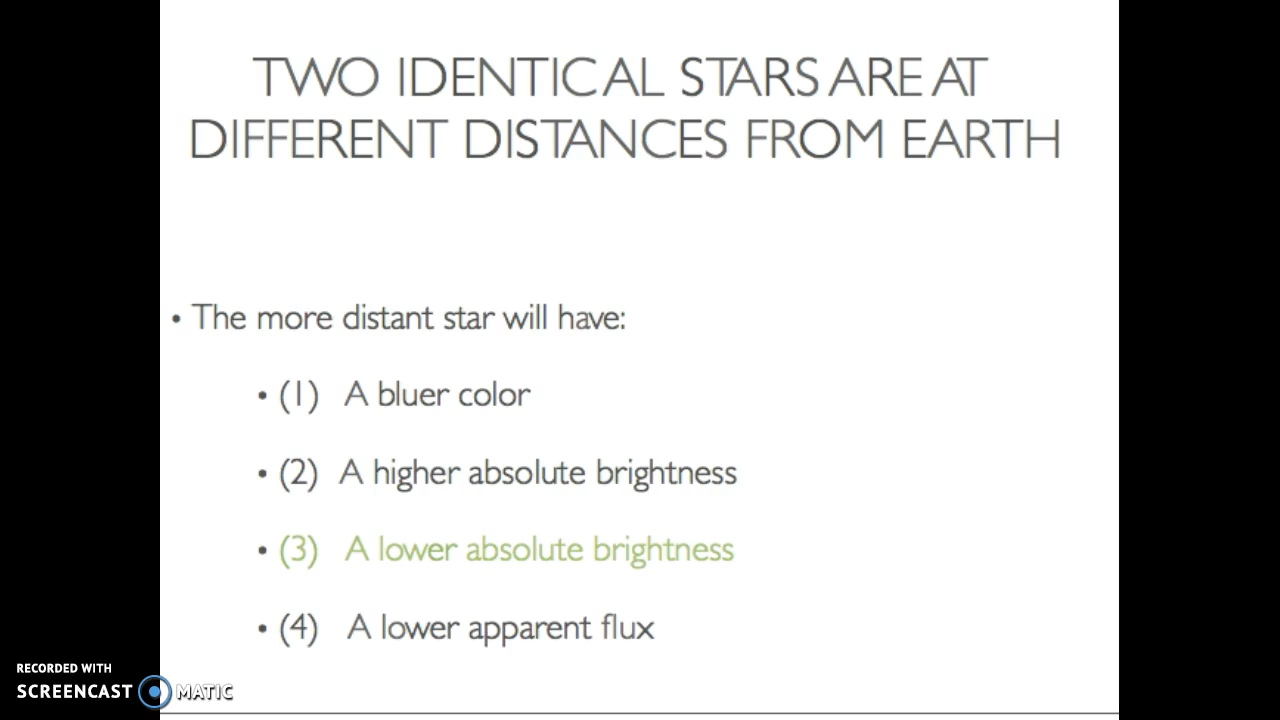 TWO IDENTICAL STARS ARE AT
DIFFERENT DISTANCES FROM EARTH
• The more distant star will have:
• (1) A bluer color
• (2) A higher absolute brightness
• (3) A lower absolute brightness
• (4) A lower apparent flux
RECORDED WITH
SCREENCAST MATIC